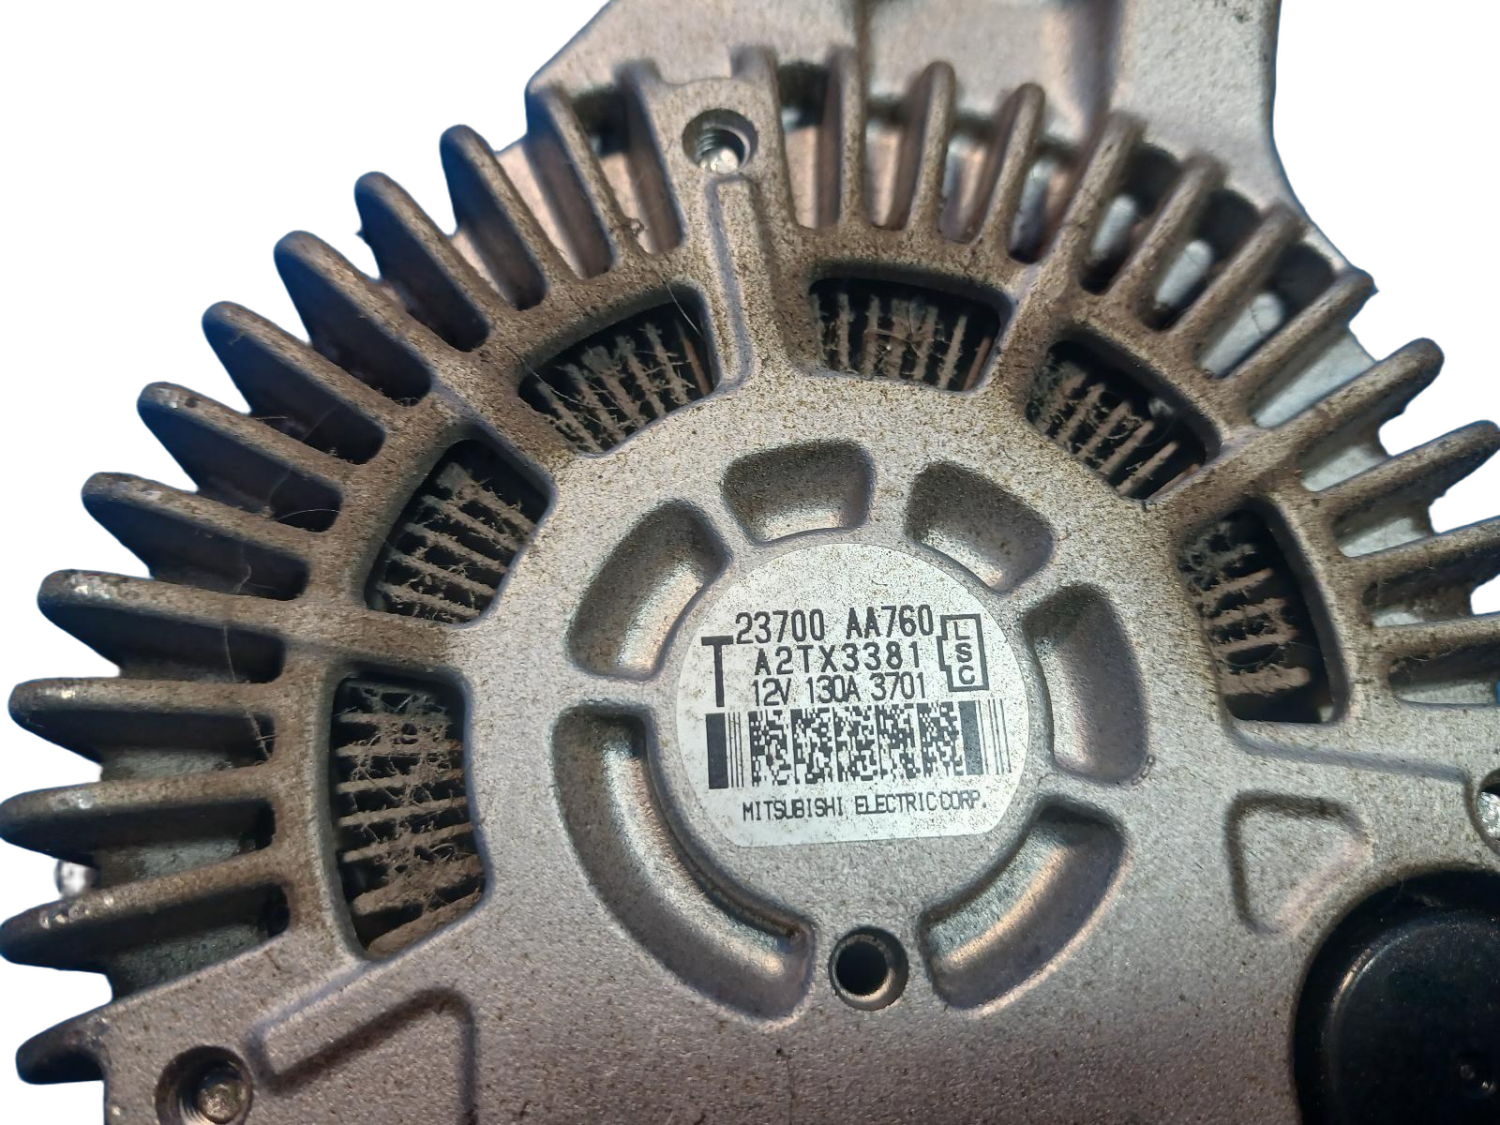 23700 AA760
T A2TX3381
12V 130A 3701
LSC
MITSUBISHI ELECTRIC CORP.